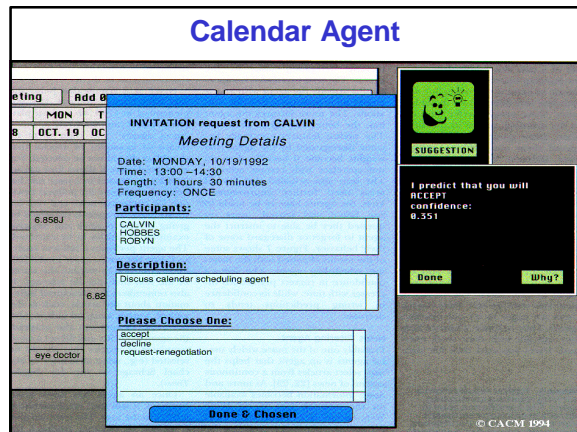 Calendar Agent
eting
Add
MON
T
8
OCT. 19
OC
6.858J
6.82
eye doctor
INVITATION request from CALVIN
Meeting Details
Date: MONDAY, 10/19/1992
Time: 13:00 –14:30
Length: 1 hours 30 minutes
Frequency: ONCE
Participants:
CALVIN
HOBBES
ROBYN
Description:
Discuss calendar scheduling agent
Please Choose One:
accept
decline
request-renegotiation
Done & Chosen
SUGGESTION
I predict that you will
ACCEPT
confidence:
0.351
Done
Why?
© CACM 1994